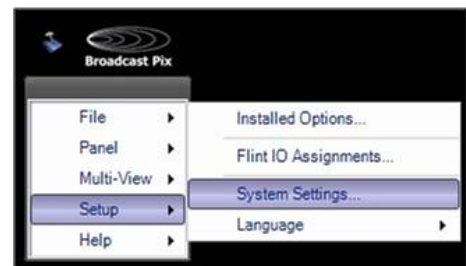 Broadcast Pix
File
Panel
Multi-View
Setup
Help
Installed Options...
Flint IO Assignments...
System Settings...
Language